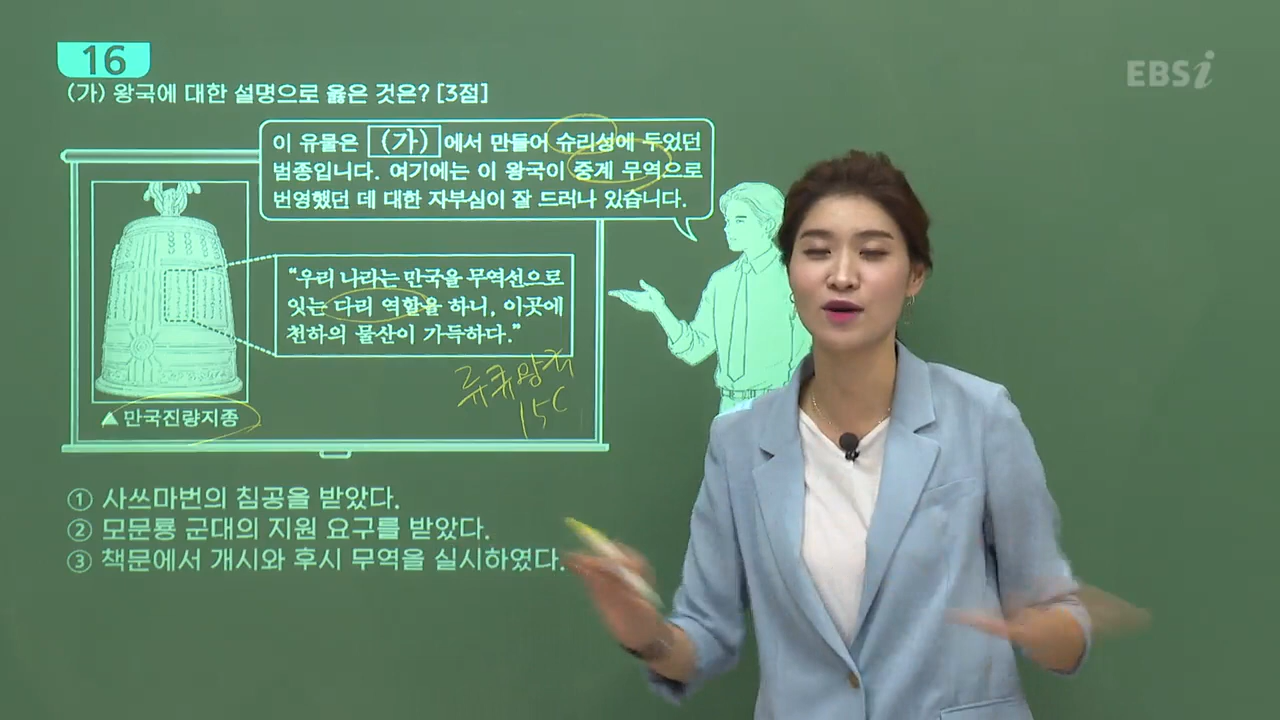 16
EBSi
(가) 왕국에 대한 설명으로 옳은 것은? [3점]
이 유물은 (가) 에서 만들어 슈리성에 두었던
범종입니다. 여기에는 이 왕국이 중계 무역으로
번영했던 데 대한 자부심이 잘 드러나 있습니다.
“우리 나라는 만국을 무역선으로
잇는 다리 역할을 하니, 이곳에
천하의 물산이 가득하다.”
류큐왕국
15C
▲ 만국진량지종
① 사쓰마번의 침공을 받았다.
② 모문룡 군대의 지원 요구를 받았다.
③ 책문에서 개시와 후시 무역을 실시하였다.